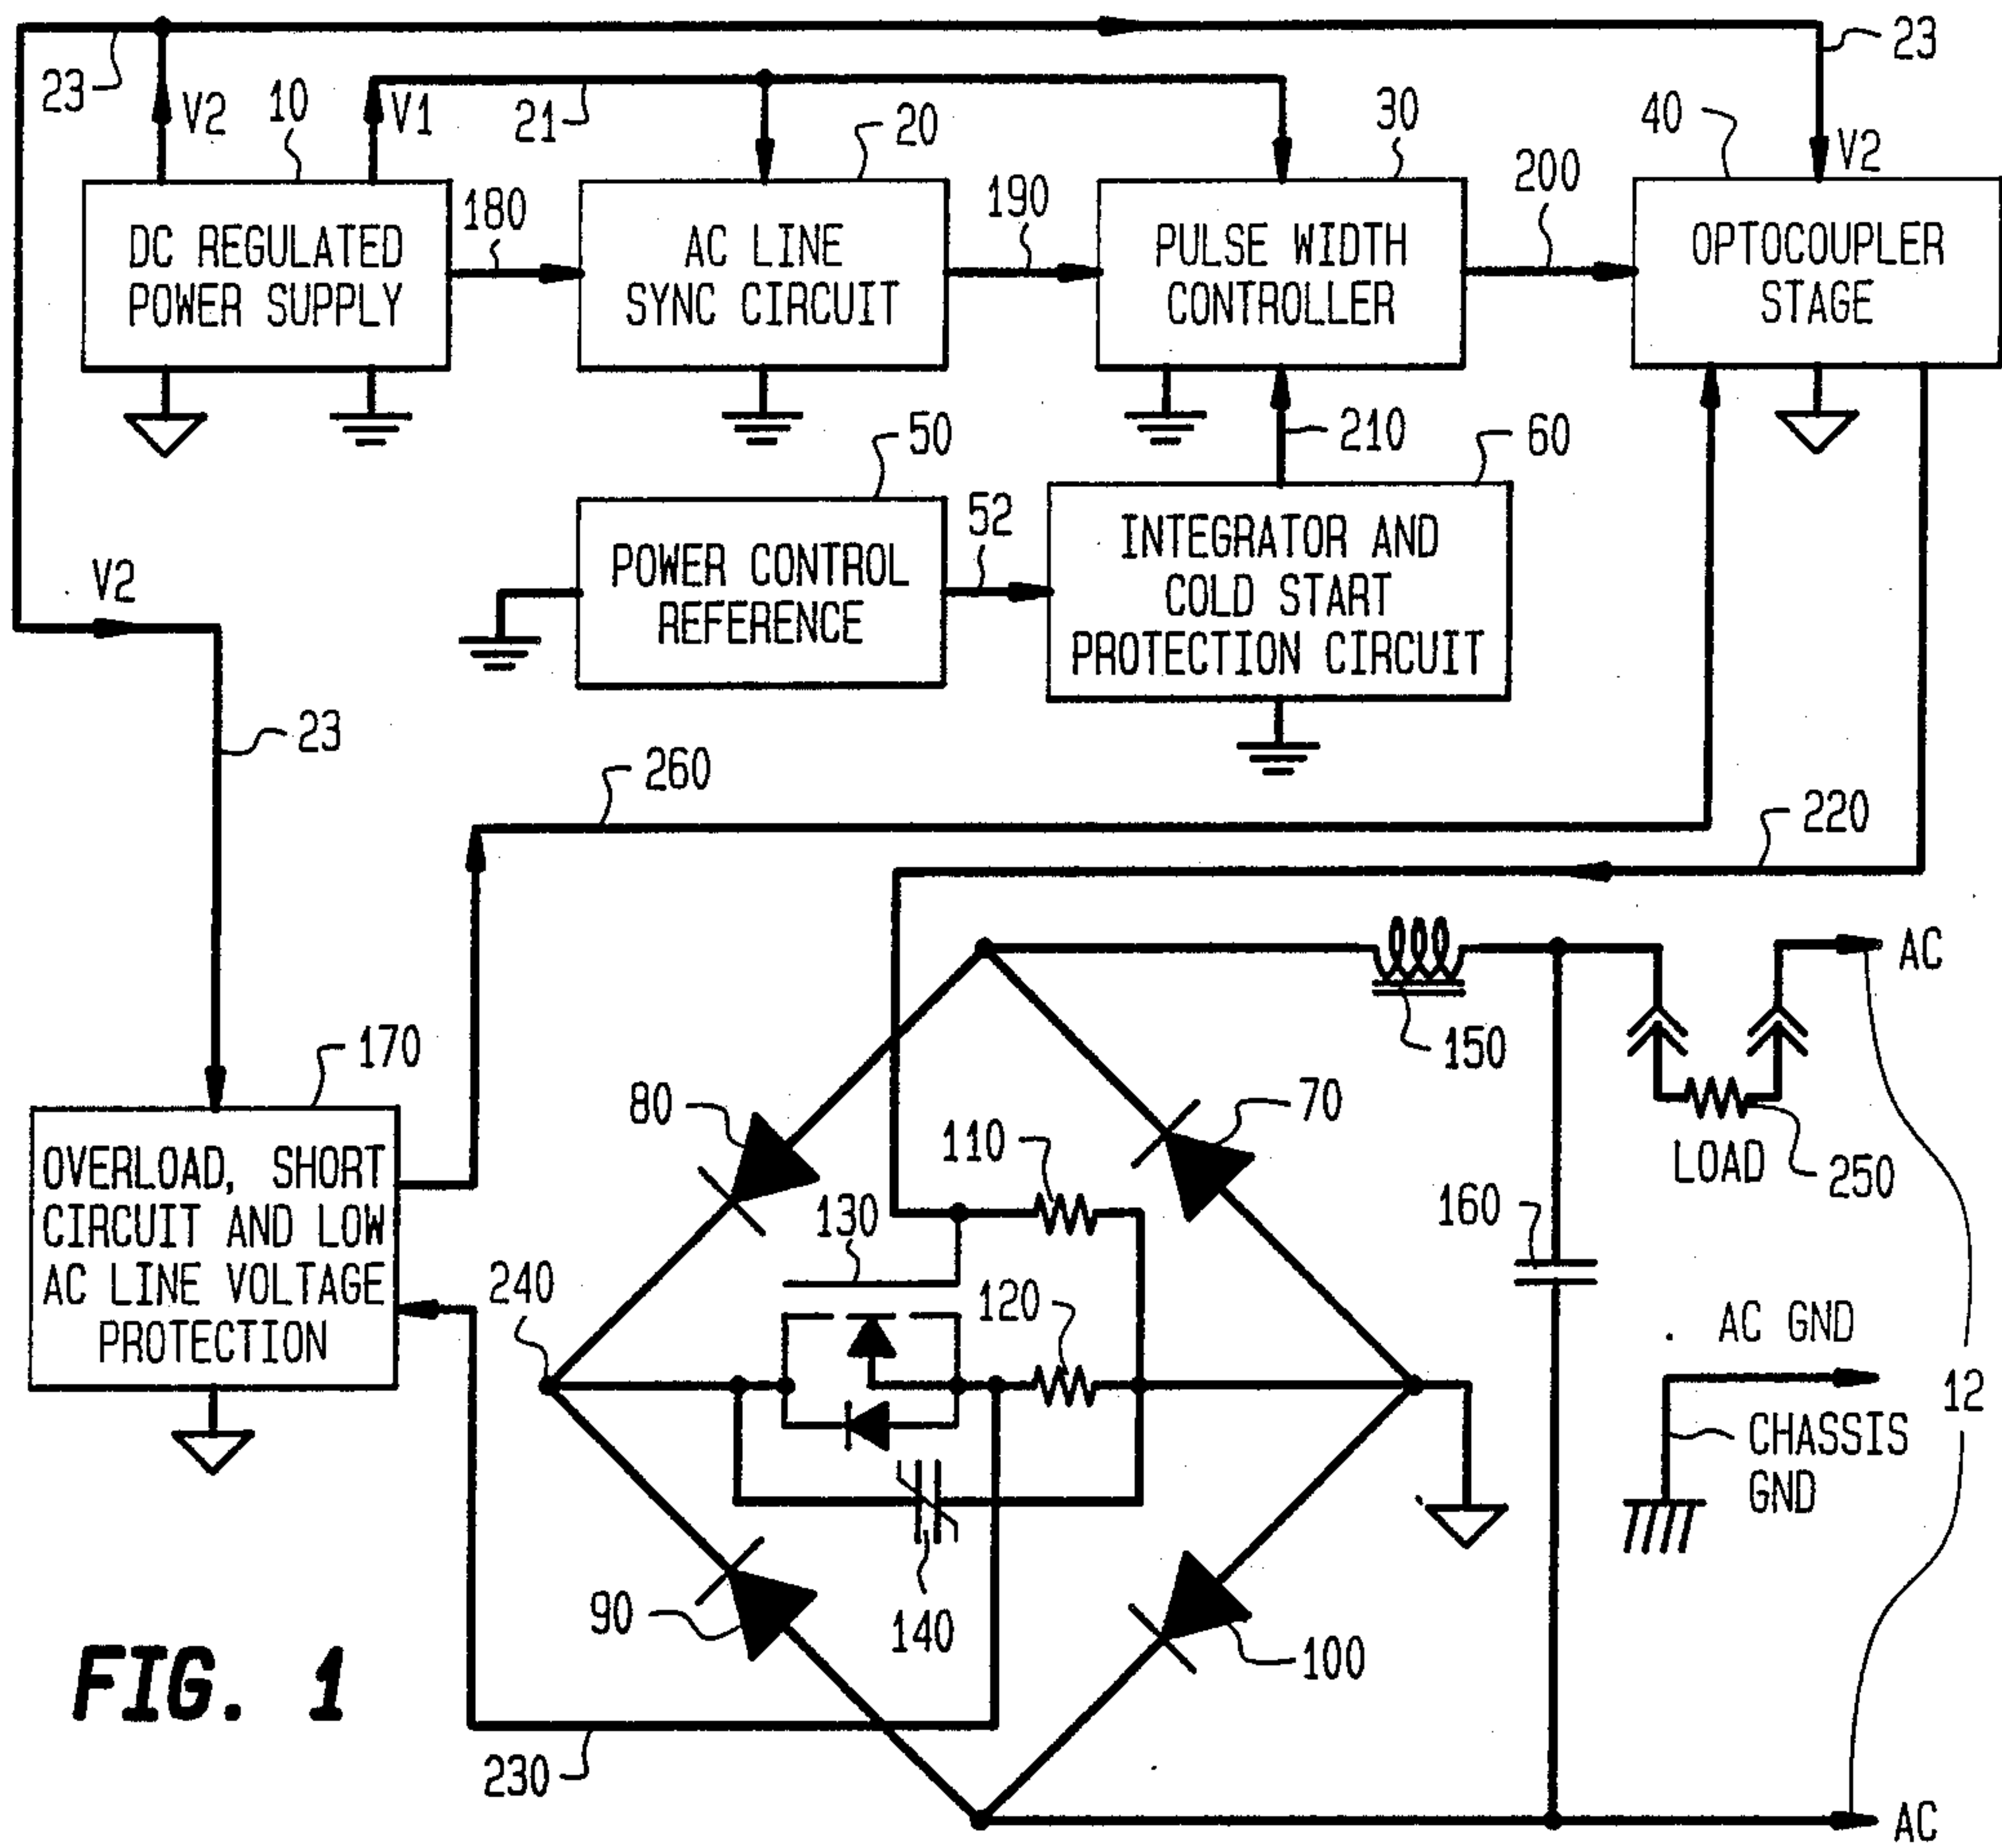 23
V2
10
V1
21
20
30
40
23
V2
DC REGULATED
POWER SUPPLY
180
AC LINE
SYNC CIRCUIT
190
PULSE WIDTH
CONTROLLER
200
OPTOCOUPLER
STAGE
50
210
60
V2
POWER CONTROL
REFERENCE
52
INTEGRATOR AND
COLD START
PROTECTION CIRCUIT
23
260
220
170
OVERLOAD, SHORT
CIRCUIT AND LOW
AC LINE VOLTAGE
PROTECTION
80
110
70
150
AC
LOAD
250
130
160
240
120
AC GND
12
CHASSIS
GND
90
140
100
230
AC
FIG. 1